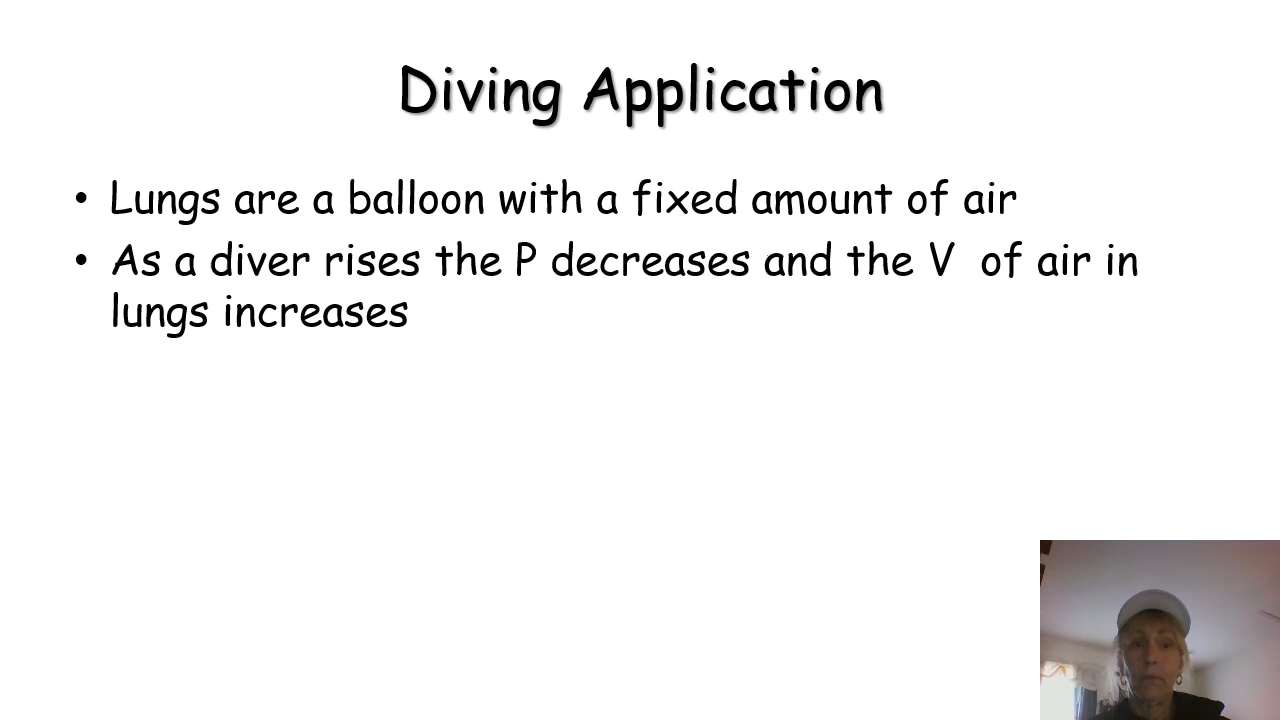 Diving Application
• Lungs are a balloon with a fixed amount of air
• As a diver rises the P decreases and the V  of air in
lungs increases